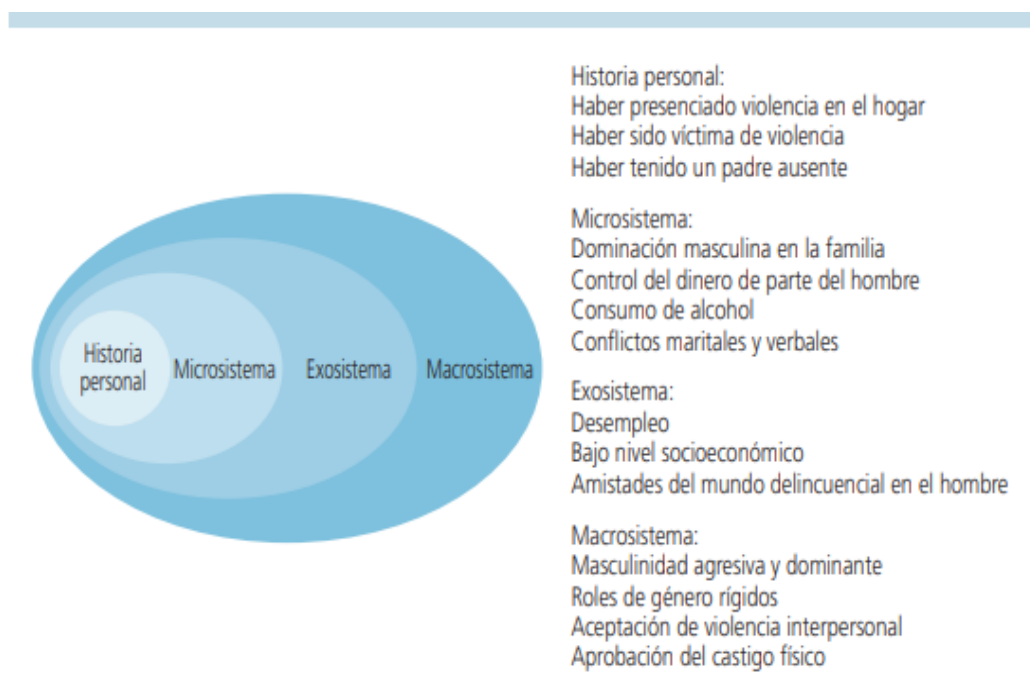 Historia personal:
Haber presenciado violencia en el hogar
Haber sido víctima de violencia
Haber tenido un padre ausente
Microsistema:
Dominación masculina en la familia
Control del dinero de parte del hombre
Consumo de alcohol
Conflictos maritales y verbales
Exosistema:
Desempleo
Bajo nivel socioeconómico
Amistades del mundo delincuencial en el hombre
Macrosistema:
Masculinidad agresiva y dominante
Roles de género rígidos
Aceptación de violencia interpersonal
Aprobación del castigo físico
Historia
personal
Microsistema
Exosistema
Macrosistema